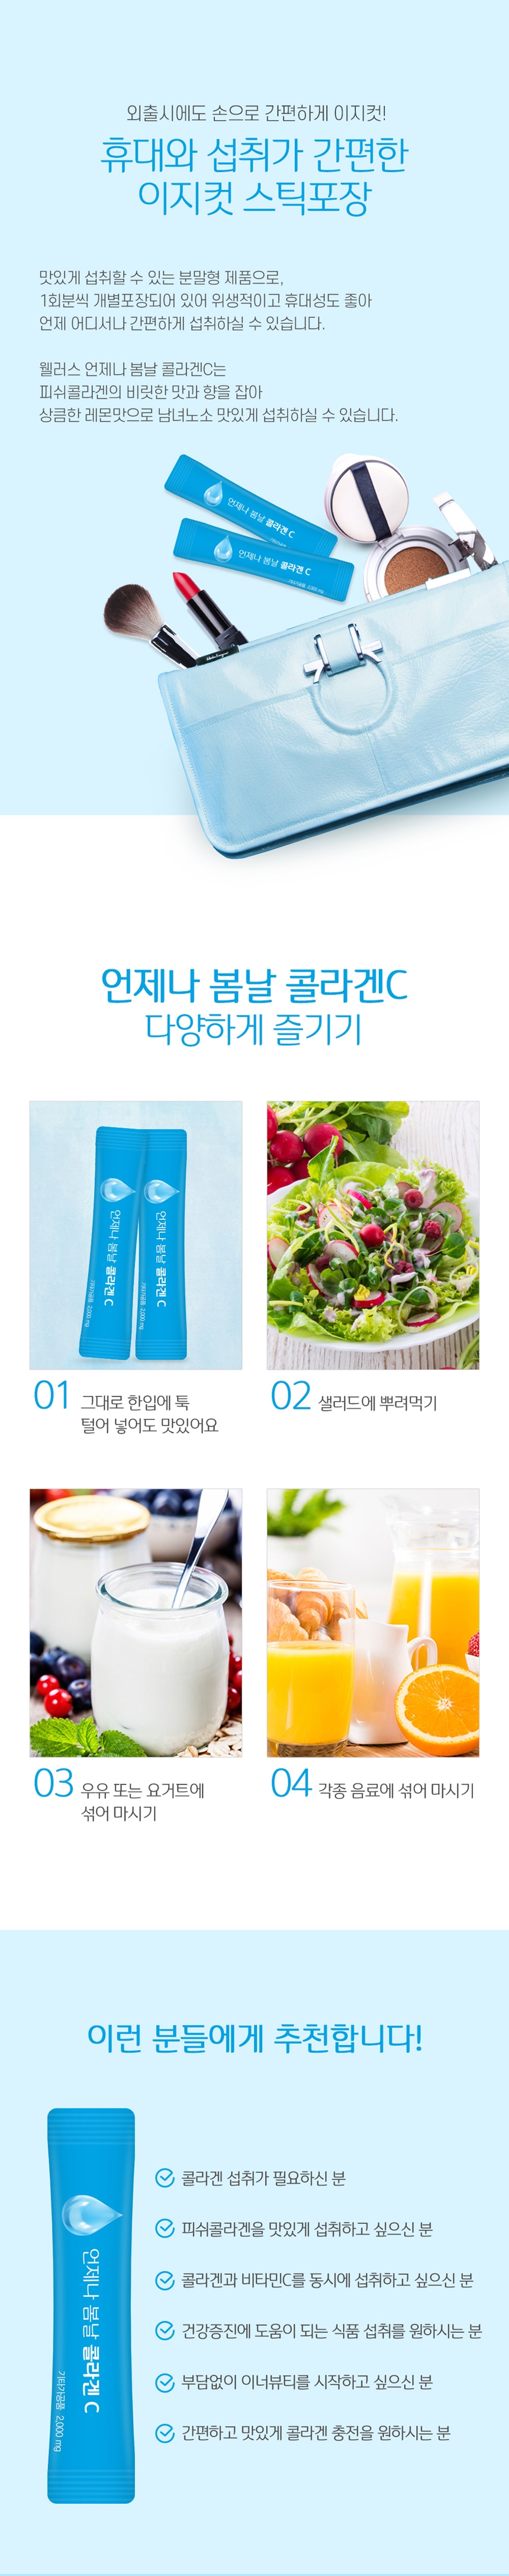 외출시에도 손으로 간편하게 이지컷!
휴대와 섭취가 간편한
이지컷 스틱포장
맛있게 섭취할 수 있는 분말형 제품으로,
1회분씩 개별포장되어 있어 위생적이고 휴대성도 좋아
언제 어디서나 간편하게 섭취하실 수 있습니다.
웰러스 언제나 봄날 콜라겐C는
피쉬콜라겐의 비릿한 맛과 향을 잡아
상큼한 레몬맛으로 남녀노소 맛있게 섭취하실 수 있습니다.
언제나 봄날 콜라겐 C
언제나 봄날 콜라겐 C
언제나 봄날 콜라겐C
다양하게 즐기기
언제나 봄날 콜라겐 C
기타가공품 2,000 mg
언제나 봄날 콜라겐 C
기타가공품 2,000 mg
01 그대로 한입에 톡
털어 넣어도 맛있어요
02 샐러드에 뿌려먹기
03 우유 또는 요거트에
섞어 마시기
04 각종 음료에 섞어 마시기
이런 분들에게 추천합니다!
언제나 봄날 콜라겐 C
기타가공품 2,000 mg
콜라겐 섭취가 필요하신 분
피쉬콜라겐을 맛있게 섭취하고 싶으신 분
콜라겐과 비타민C를 동시에 섭취하고 싶으신 분
건강증진에 도움이 되는 식품 섭취를 원하시는 분
부담없이 이너뷰티를 시작하고 싶으신 분
간편하고 맛있게 콜라겐 충전을 원하시는 분